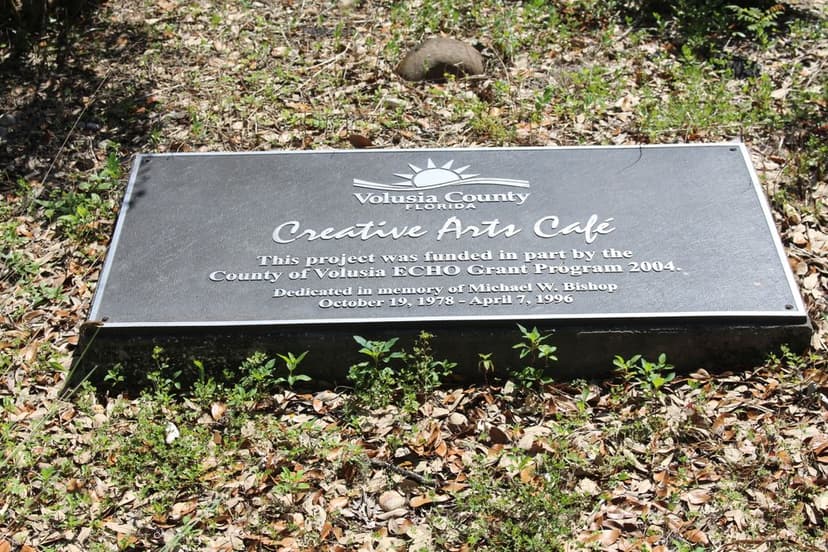 Volusia County
FLORIDA
Creative Arts Café
This project was funded in part by the
County of Volusia ECHO Grant Program 2004.
Dedicated in memory of Michael W. Bishop
October 19, 1978 - April 7, 1996